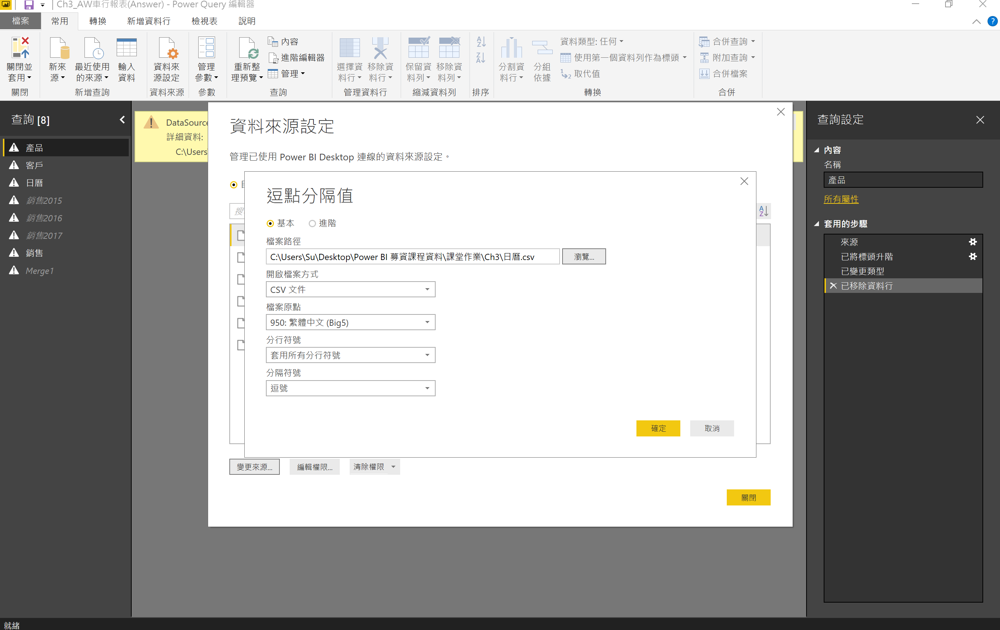 Ch3_AW車行報表(Answer) - Power Query 編輯器
檔案 常用 轉換 新增資料行 檢視表 說明
關閉並
套用
關閉
新來
源
最近使用
的來源
輸入
資料
新增查詢
資料來
源設定
資料來源
管理
參數
參數
重新整
理預覽
內容
進階編輯器
管理
查詢
選擇資
料行
移除資
料行
管理資料行
保留資
料列
移除資
料列
縮減資料列
排序
分割資
料行
分組
依據
資料類型: 任何
使用第一個資料列作為標頭
取代值
轉換
合併查詢
附加查詢
合併檔案
合併
查詢 [8]
產品
客戶
日曆
銷售2015
銷售2016
銷售2017
銷售
Merge1
DataSource
詳細資料:
C:\Users
資料來源設定
管理已使用 Power BI Desktop 連線的資料來源設定。
搜
逗點分隔值
基本 進階
檔案路徑
C:\Users\Su\Desktop\Power BI 募資課程資料\課堂作業\Ch3\日曆.csv
瀏覽...
開啟檔案方式
CSV 文件
檔案原點
950: 繁體中文 (Big5)
分行符號
套用所有分行符號
分隔符號
逗號
確定 取消
變更來源... 編輯權限... 清除權限
關閉
查詢設定
內容
名稱
產品
所有屬性
套用的步驟
來源
已將標頭升階
已變更類型
已移除資料行
就緒